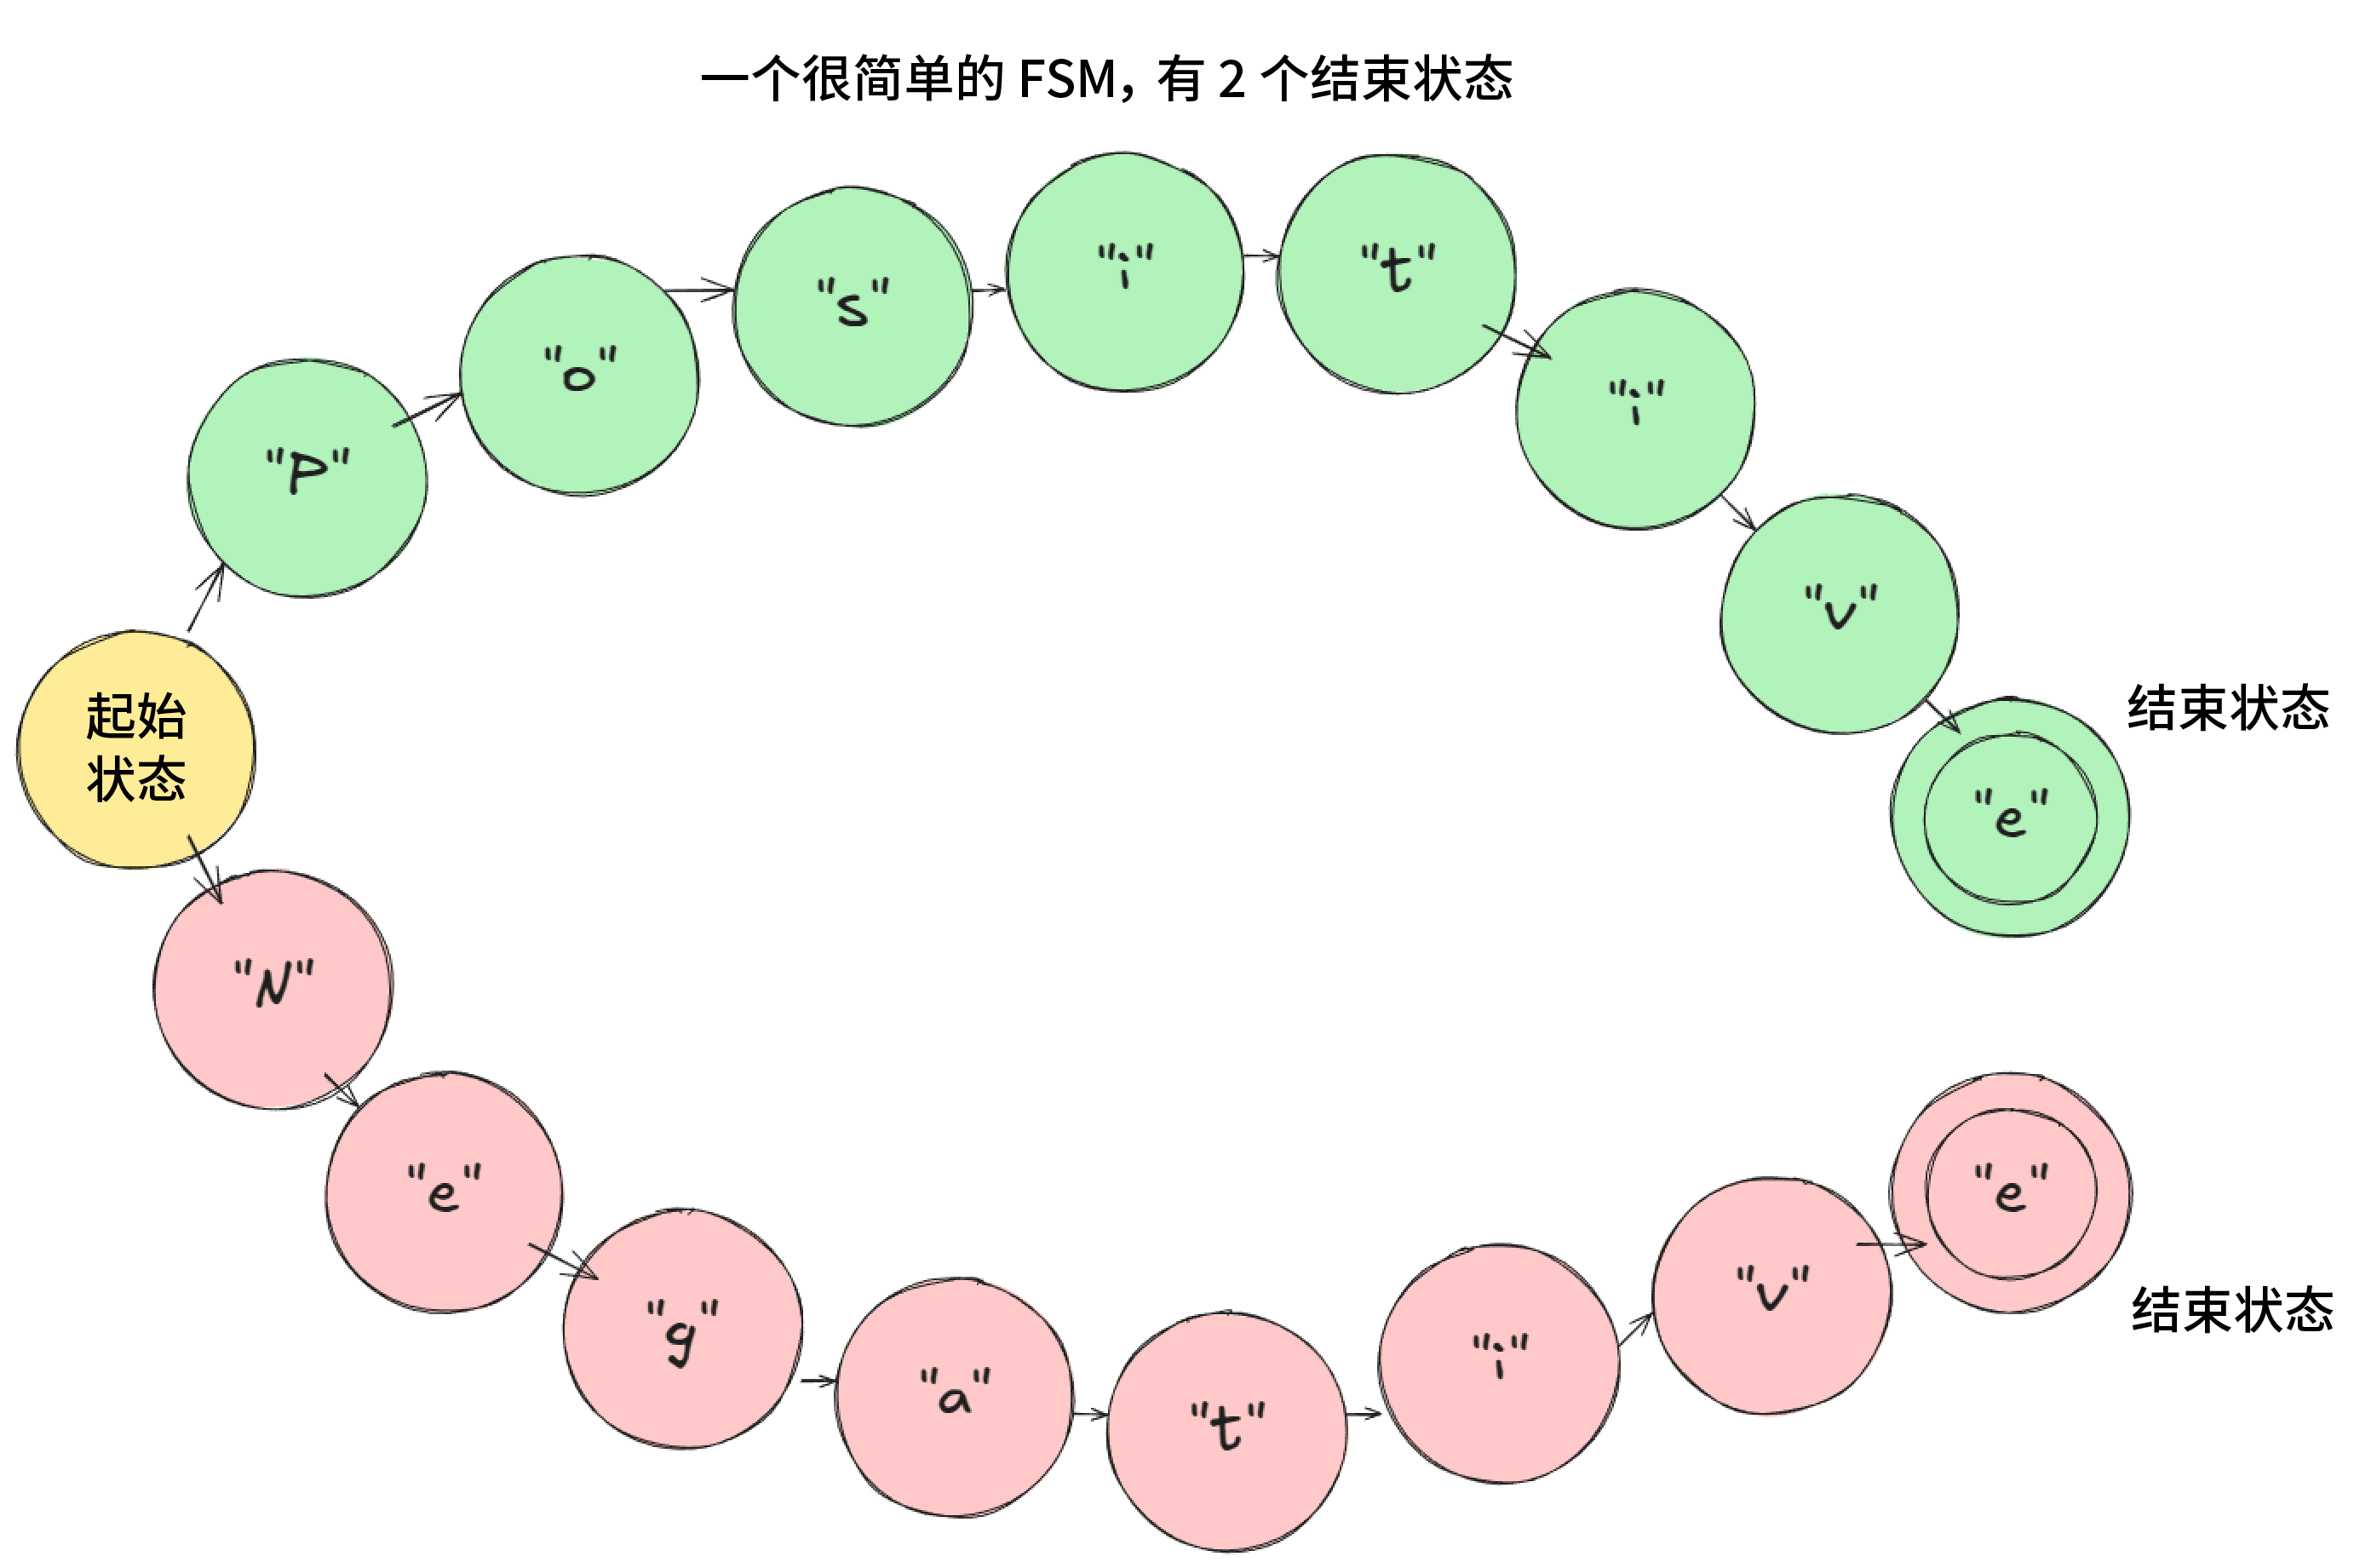 一个很简单的 FSM，有 2 个结束状态
起始
状态
"P"
"o"
"s"
"i"
"t"
"i"
"v"
"e"
结束状态
"N"
"e"
"g"
"a"
"t"
"i"
"v"
"e"
结束状态